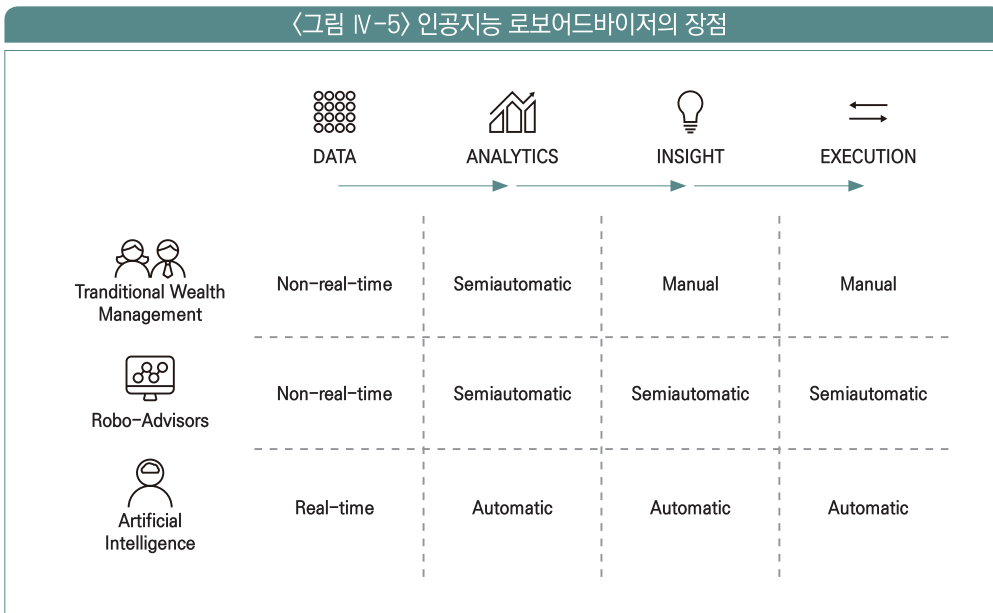 〈그림 Ⅳ-5〉 인공지능 로보어드바이저의 장점
DATA
ANALYTICS
INSIGHT
EXECUTION
Tranditional Wealth
Management
Non-real-time
Semiautomatic
Manual
Manual
Robo-Advisors
Non-real-time
Semiautomatic
Semiautomatic
Semiautomatic
Artificial
Intelligence
Real-time
Automatic
Automatic
Automatic